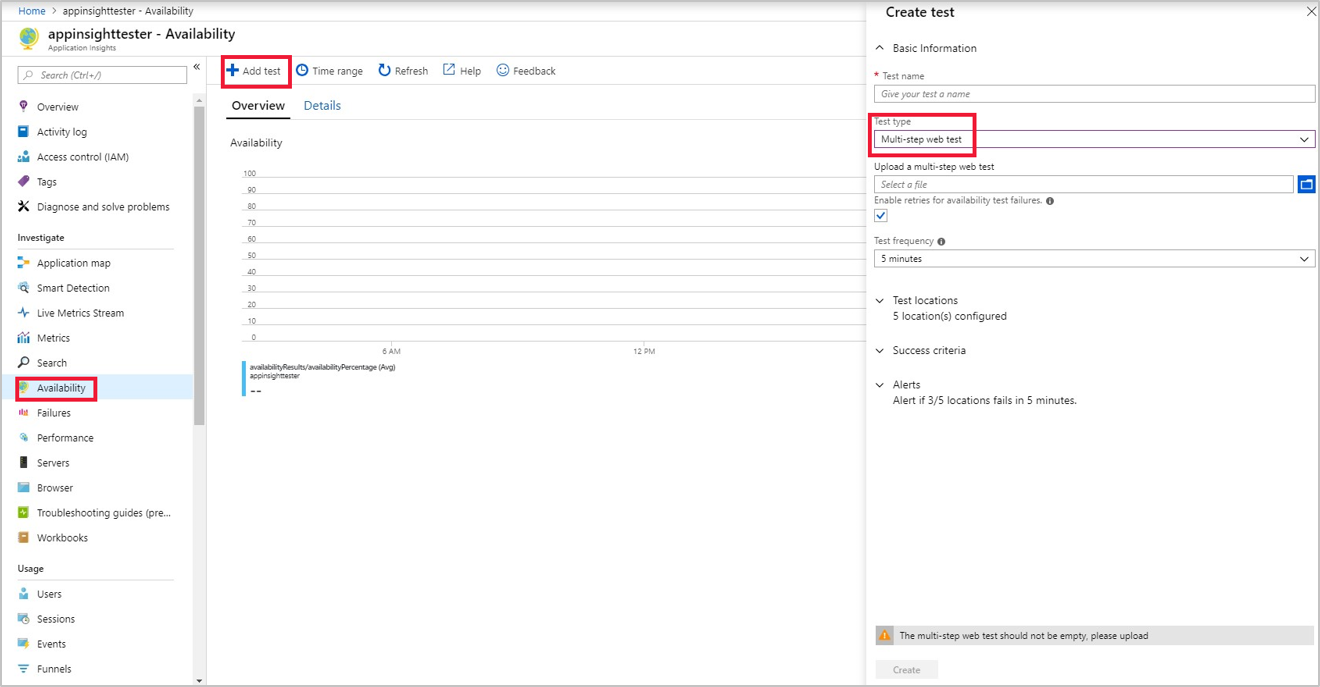 Home > appinsighttester - Availability
appinsighttester - Availability
Application Insights
Search (Ctrl+/)
«
Overview
Activity log
Access control (IAM)
Tags
Diagnose and solve problems
Investigate
Application map
Smart Detection
Live Metrics Stream
Metrics
Search
Availability
Failures
Performance
Servers
Browser
Troubleshooting guides (pre...
Workbooks
Usage
Users
Sessions
Events
Funnels
Add test
Time range
Refresh
Help
Feedback
Overview
Details
Availability
100
90
80
70
60
50
40
30
20
10
0
6 AM
12 PM
availabilityResults/availabilityPercentage (Avg)
appinsighttester
--
Create test
Basic Information
* Test name
Give your test a name
Test type
Multi-step web test
Upload a multi-step web test
Select a file
Enable retries for availability test failures.
Test frequency
5 minutes
Test locations
5 location(s) configured
Success criteria
Alerts
Alert if 3/5 locations fails in 5 minutes.
The multi-step web test should not be empty, please upload
Create